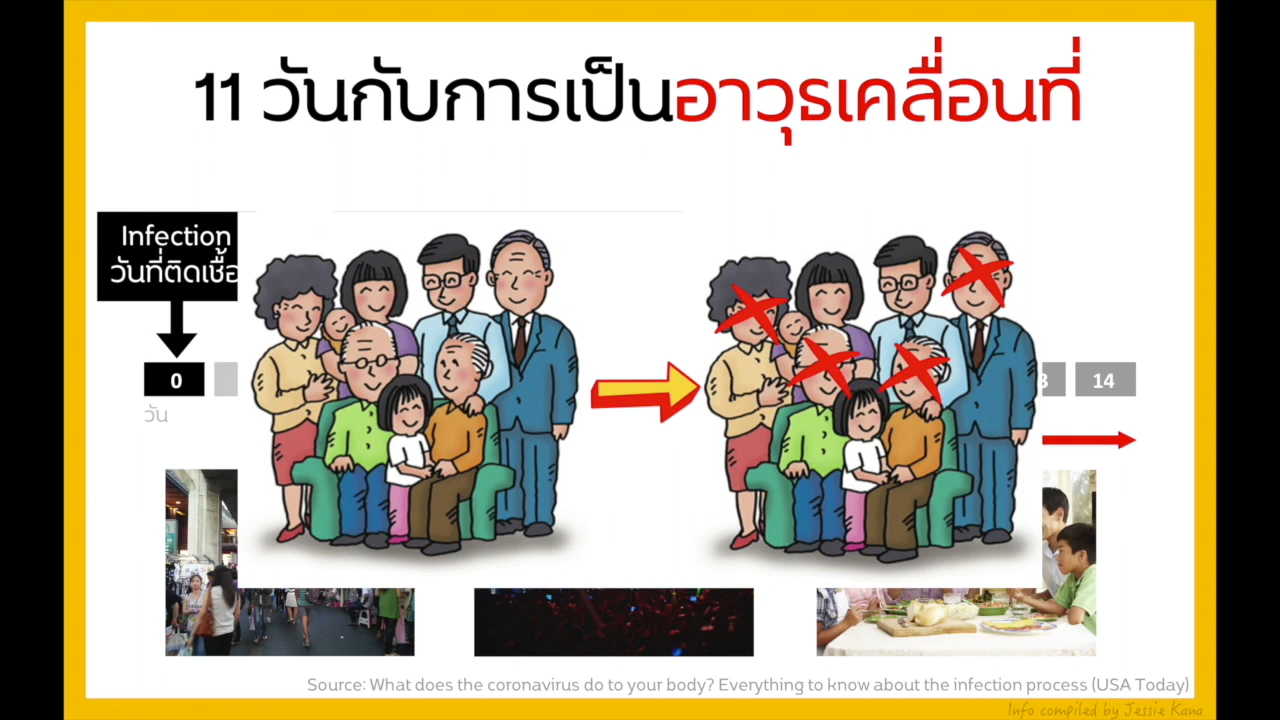 11 วันกับการเป็นอาวุธเคลื่อนที่
Infection
วันที่ติดเชื้อ
0
14
วัน
Source: What does the coronavirus do to your body? Everything to know about the infection process (USA Today)
Info compiled by Jessie Kana